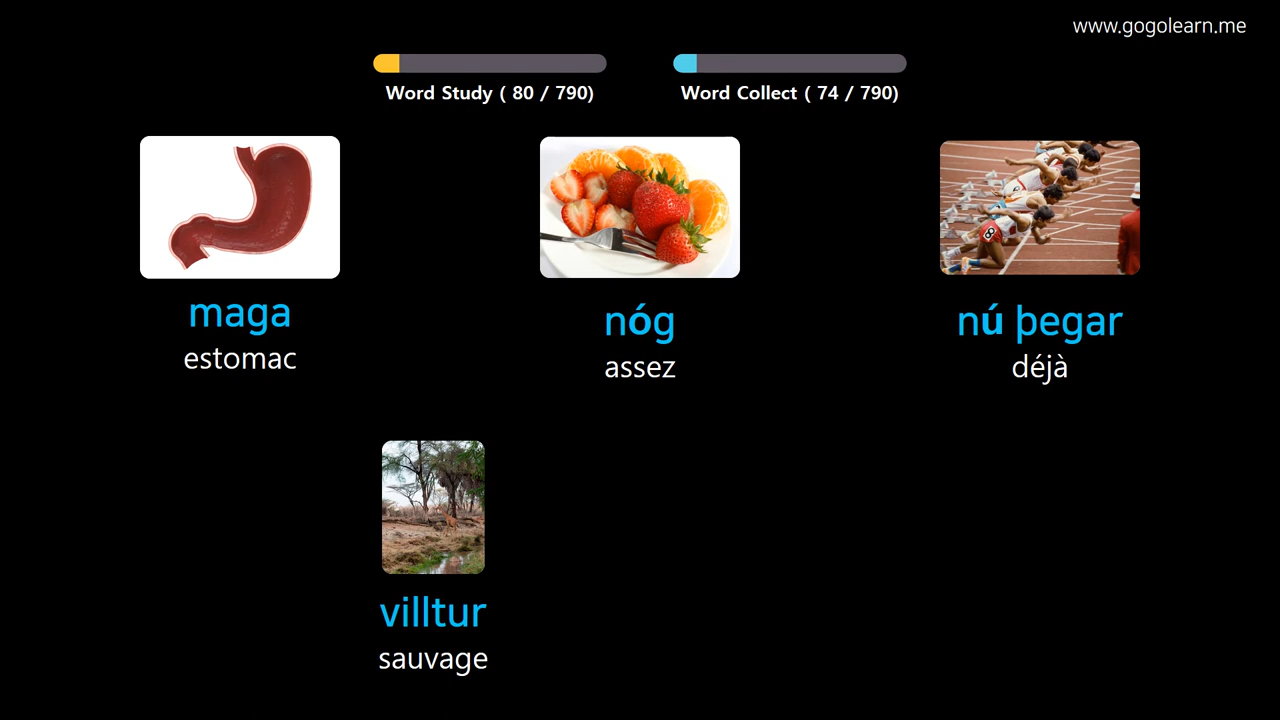 www.gogolearn.me
Word Study ( 80 / 790)
Word Collect ( 74 / 790)
maga
estomac
nóg
assez
nú þegar
déjà
villtur
sauvage